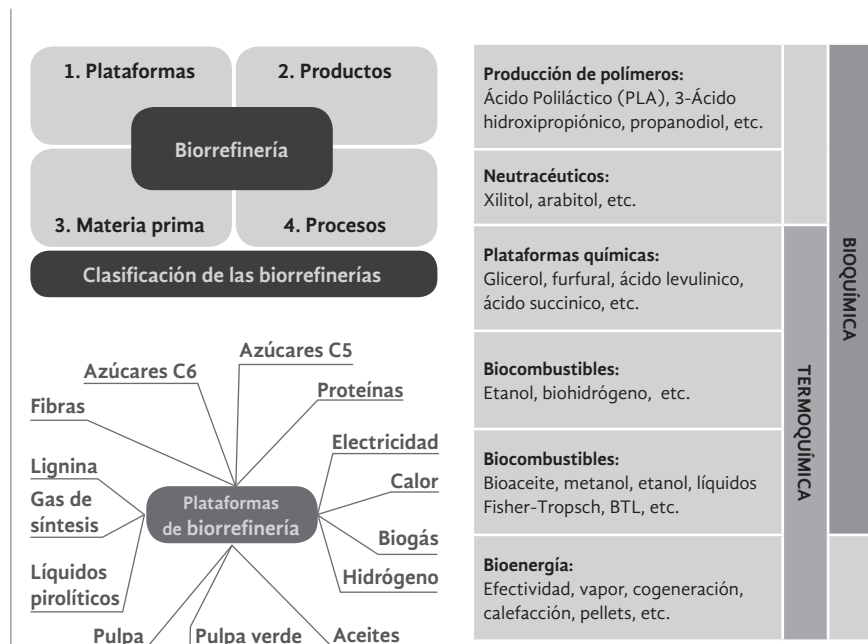 1. Plataformas
2. Productos
Biorrefinería
3. Materia prima
4. Procesos
Clasificación de las biorrefinerías
Azúcares C5
Azúcares C6
Proteínas
Fibras
Electricidad
Lignina
Calor
Gas de
síntesis
Plataformas
de biorrefinería
Biogás
Líquidos
pirolíticos
Hidrógeno
Pulpa
Pulpa verde
Aceites
Producción de polímeros:
Ácido Poliláctico (PLA), 3-Ácido
hidroxipropiónico, propanodiol, etc.
Neutracéuticos:
Xilitol, arabitol, etc.
Plataformas químicas:
Glicerol, furfural, ácido levulinico,
ácido succinico, etc.
Biocombustibles:
Etanol, biohidrógeno, etc.
Biocombustibles:
Bioaceite, metanol, etanol, líquidos
Fisher-Tropsch, BTL, etc.
Bioenergía:
Efectividad, vapor, cogeneración,
calefacción, pellets, etc.
TERMOQUÍMICA
BIOQUÍMICA